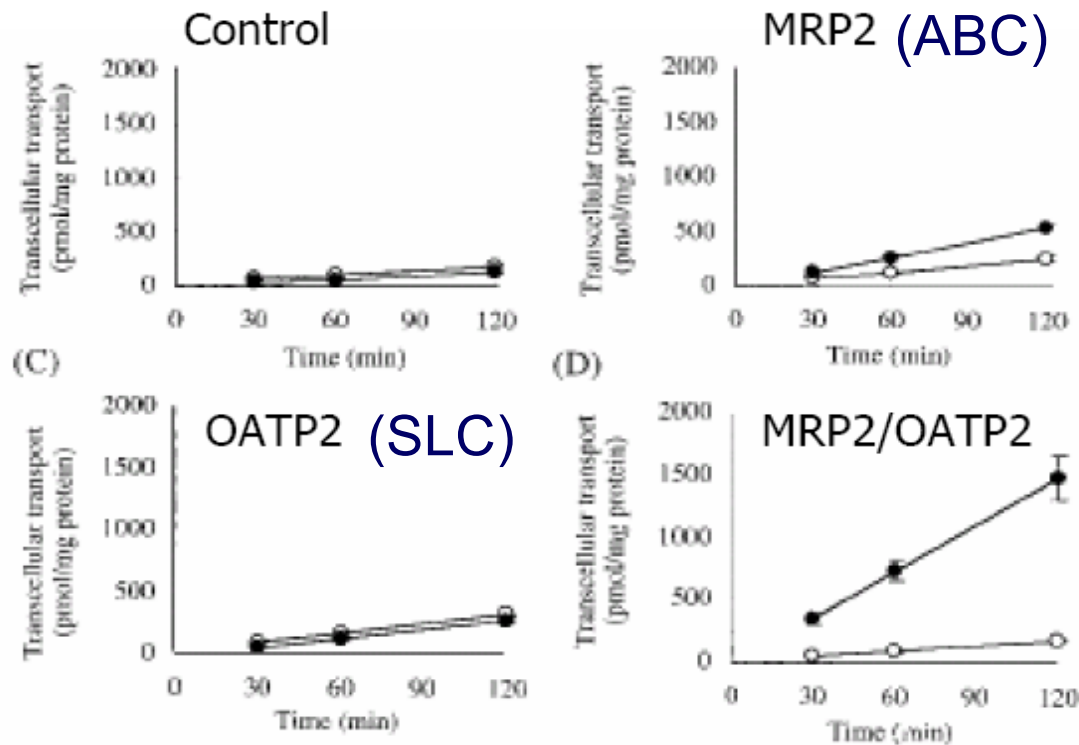 Control
MRP2 (ABC)
Transcellular transport
(pmol/mg protein)
2000
1500
1000
500
0
0 30 60 90 120
Time (min)
Transcellular transport
(pmol/mg protein)
2000
1500
1000
500
0
0 30 60 90 120
Time (min)
(C)
(D)
OATP2 (SLC)
MRP2/OATP2
Transcellular transport
(pmol/mg protein)
2000
1500
1000
500
0
0 30 60 90 120
Time (min)
Transcellular transport
(pmol/mg protein)
2000
1500
1000
500
0
0 30 60 90 120
Time (min)